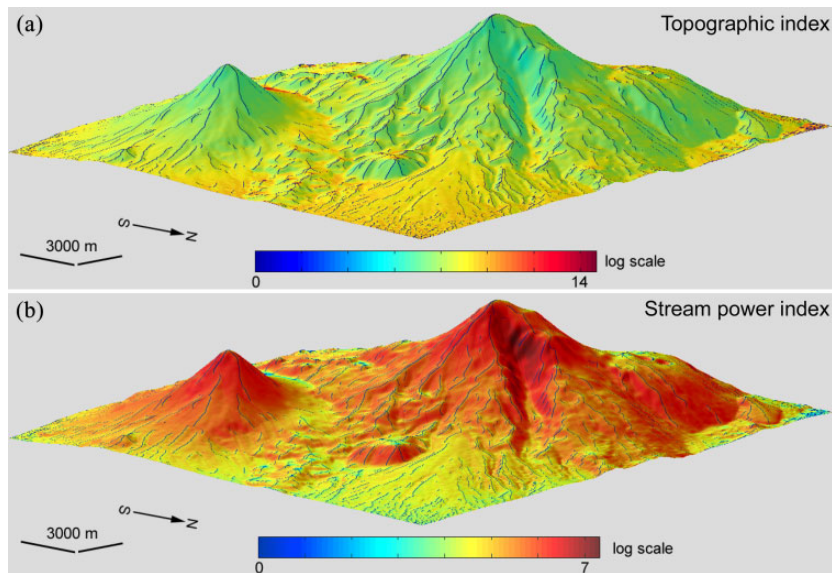 (a)
Topographic index
S
N
3000 m
log scale
0
14
(b)
Stream power index
S
N
3000 m
log scale
0
7